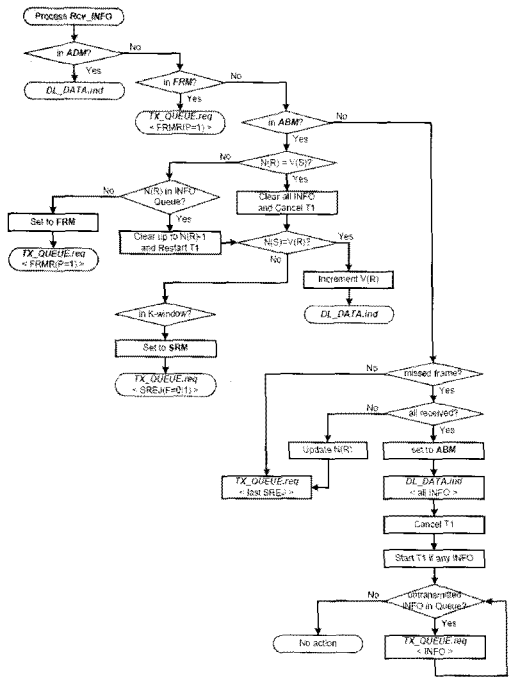 Process Rcv_INFO
in ADM?
No
Yes
DL_DATA.ind
in FRM?
No
Yes
TX_QUEUE.req
< FRMR(P=1) >
in ABM?
No
Yes
N(R) = V(S)?
No
Yes
N(R) in INFO
Queue?
No
Yes
Clear all INFO
and Cancel T1
Set to FRM
TX_QUEUE.req
< FRMR(P=1) >
Clear up to N(R)-1
and Restart T1
N(S)=V(R)?
Yes
No
Increment V(R)
DL_DATA.ind
in K-window?
Set to SRM
TX_QUEUE.req
< SREJ(F=0/1) >
missed frame?
No
Yes
all received?
No
Yes
Update N(R)
set to ABM
TX_QUEUE.req
< last SREJ >
DL_DATA.ind
< all INFO >
Cancel T1
Start T1 if any INFO
untransmitted
INFO in Queue?
No
Yes
No action
TX_QUEUE.req
< INFO >